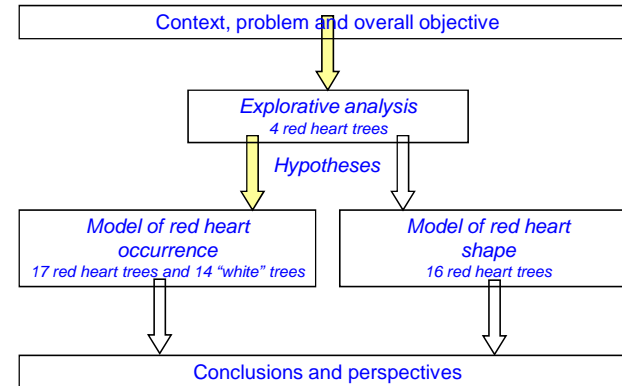 Context, problem and overall objective
Explorative analysis
4 red heart trees
Hypotheses
Model of red heart
occurrence
17 red heart trees and 14 “white” trees
Model of red heart
shape
16 red heart trees
Conclusions and perspectives